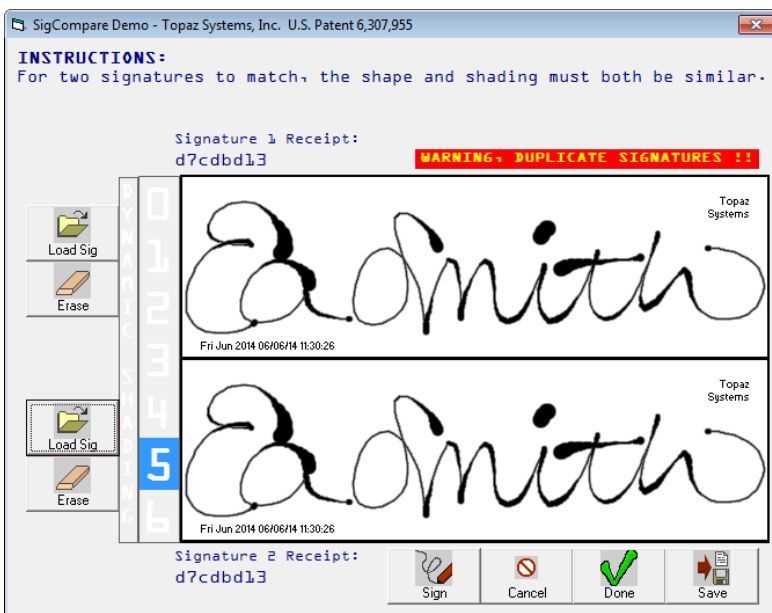 SigCompare Demo - Topaz Systems, Inc. U.S. Patent 6,307,955
INSTRUCTIONS:
For two signatures to match, the shape and shading must both be similar.
Signature 1 Receipt:
d7cdbd13
WARNING, DUPLICATE SIGNATURES !!
Load Sig
Erase
Load Sig
Erase
DYNAMIC SHADING
0
1
2
3
4
5
6
Topaz
Systems
Smith
Fri Jun 2014 06/06/14 11:30:26
Topaz
Systems
Smith
Fri Jun 2014 06/06/14 11:30:26
Signature 2 Receipt:
d7cdbd13
Sign
Cancel
Done
Save